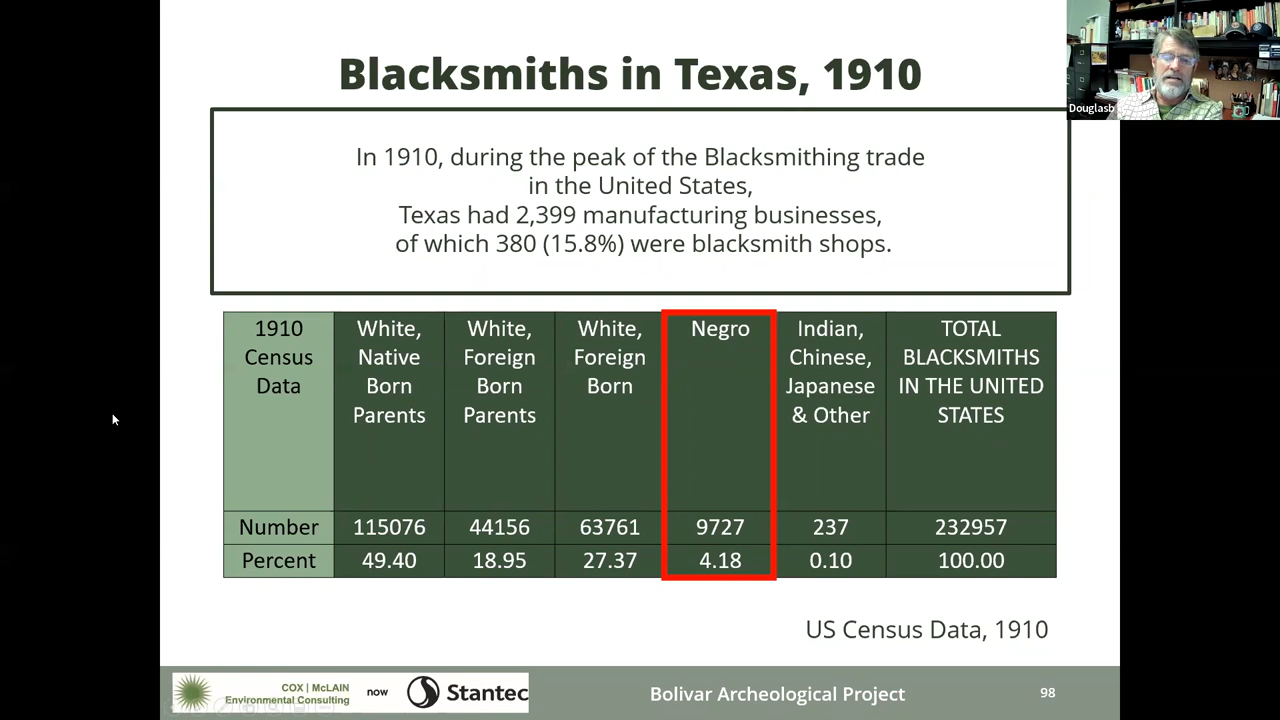 Blacksmiths in Texas, 1910
Douglasb
In 1910, during the peak of the Blacksmithing trade
in the United States,
Texas had 2,399 manufacturing businesses,
of which 380 (15.8%) were blacksmith shops.
1910 Census Data
White, Native Born Parents
White, Foreign Born Parents
White, Foreign Born
Negro
Indian, Chinese, Japanese & Other
TOTAL BLACKSMITHS IN THE UNITED STATES
Number 115076 44156 63761 9727 237 232957
Percent 49.40 18.95 27.37 4.18 0.10 100.00
US Census Data, 1910
COX | McLAIN
Environmental Consulting
now
Stantec
Bolivar Archeological Project
98